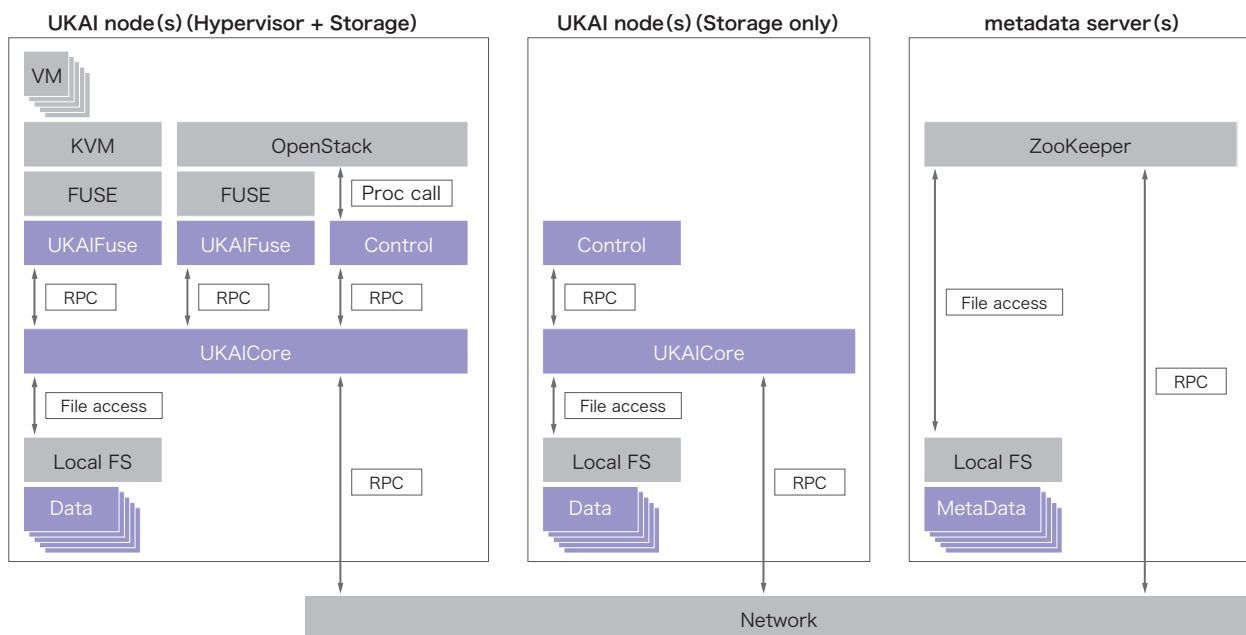 UKAI node(s) (Hypervisor + Storage)
UKAI node(s) (Storage only)
metadata server(s)
VM
KVM
OpenStack
FUSE
FUSE
Proc call
UKAIFuse
UKAIFuse
Control
RPC
RPC
RPC
UKAICore
File access
Local FS
RPC
Data
Control
RPC
UKAICore
File access
Local FS
RPC
Data
ZooKeeper
File access
RPC
Local FS
MetaData
Network